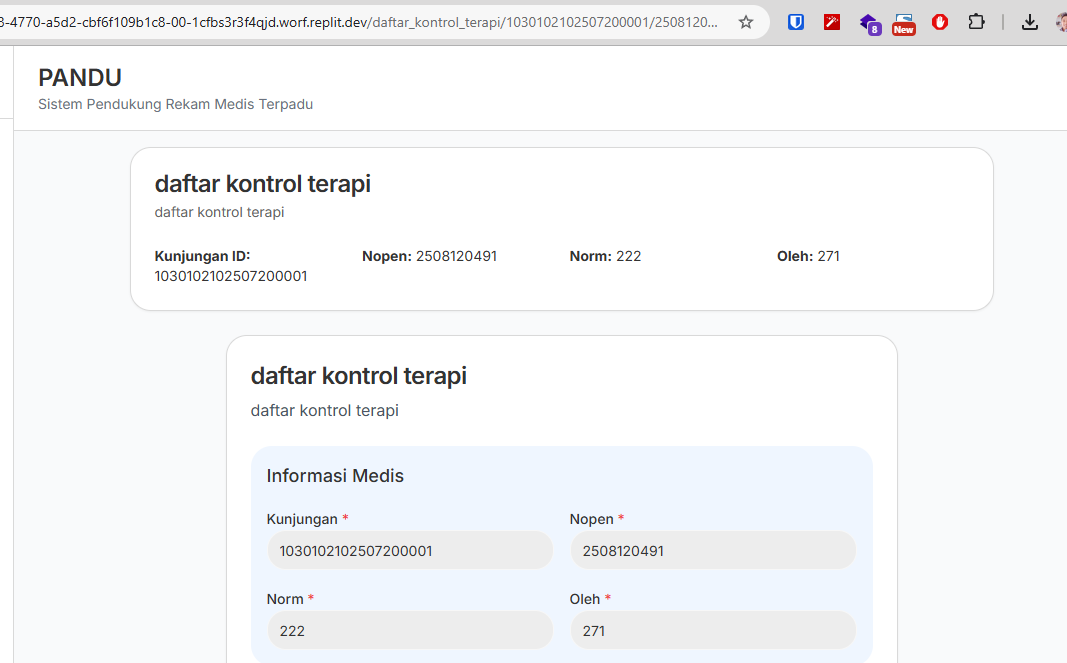 3-4770-a5d2-cbf6f109b1c8-00-1cfbs3r3f4qjd.worf.replit.dev/daftar_kontrol_terapi/1030102102507200001/2508120...
8
New
PANDU
Sistem Pendukung Rekam Medis Terpadu
daftar kontrol terapi
daftar kontrol terapi
Kunjungan ID: Nopen: 2508120491 Norm: 222 Oleh: 271
1030102102507200001
daftar kontrol terapi
daftar kontrol terapi
Informasi Medis
Kunjungan * Nopen *
1030102102507200001 2508120491
Norm * Oleh *
222 271